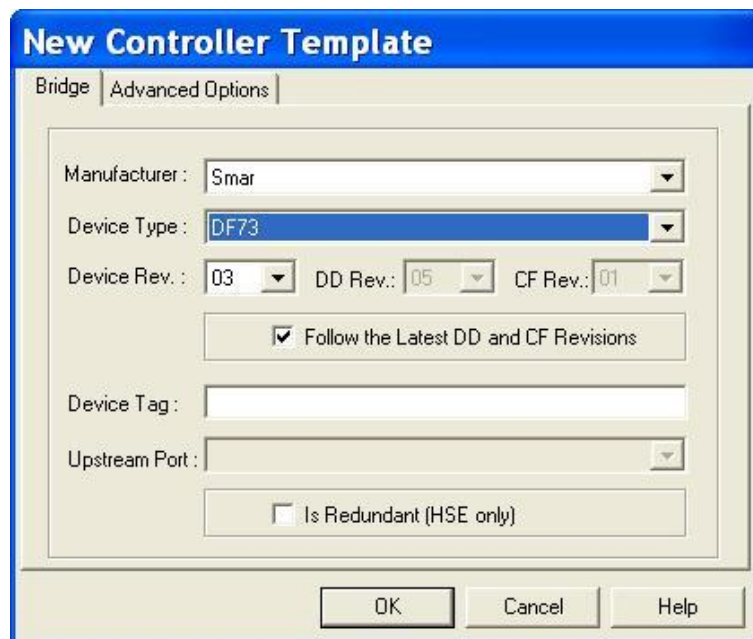 New Controller Template
Bridge Advanced Options
Manufacturer : Smar
Device Type : DF73
Device Rev. : 03 DD Rev.: 05 CF Rev.: 01
Follow the Latest DD and CF Revisions
Device Tag :
Upstream Port :
Is Redundant (HSE only)
OK Cancel Help